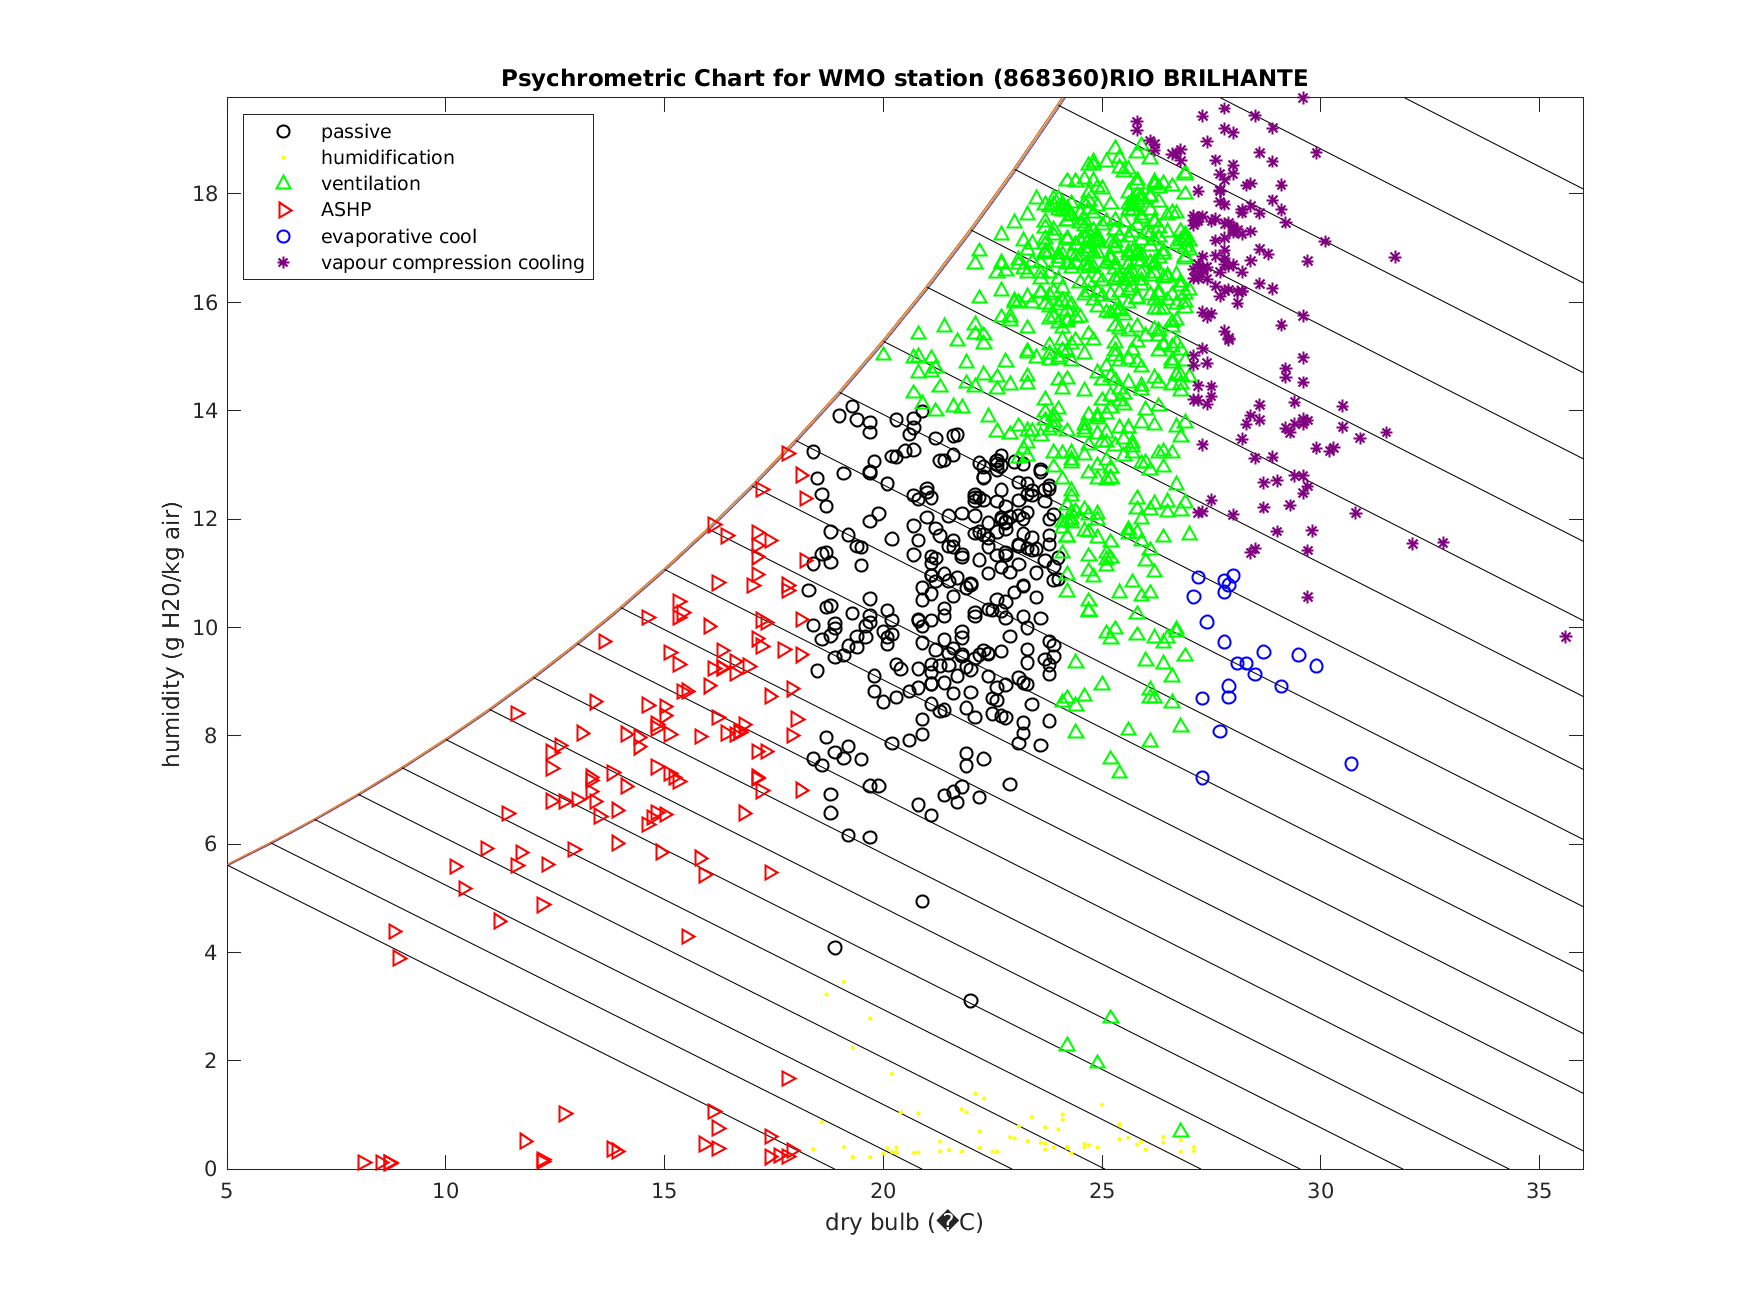 Psychrometric Chart for WMO station (868360)RIO BRILHANTE
passive
humidification
ventilation
ASHP
evaporative cool
vapour compression cooling
humidity (g H20/kg air)
18
16
14
12
10
8
6
4
2
0
5 10 15 20 25 30 35
dry bulb (�C)